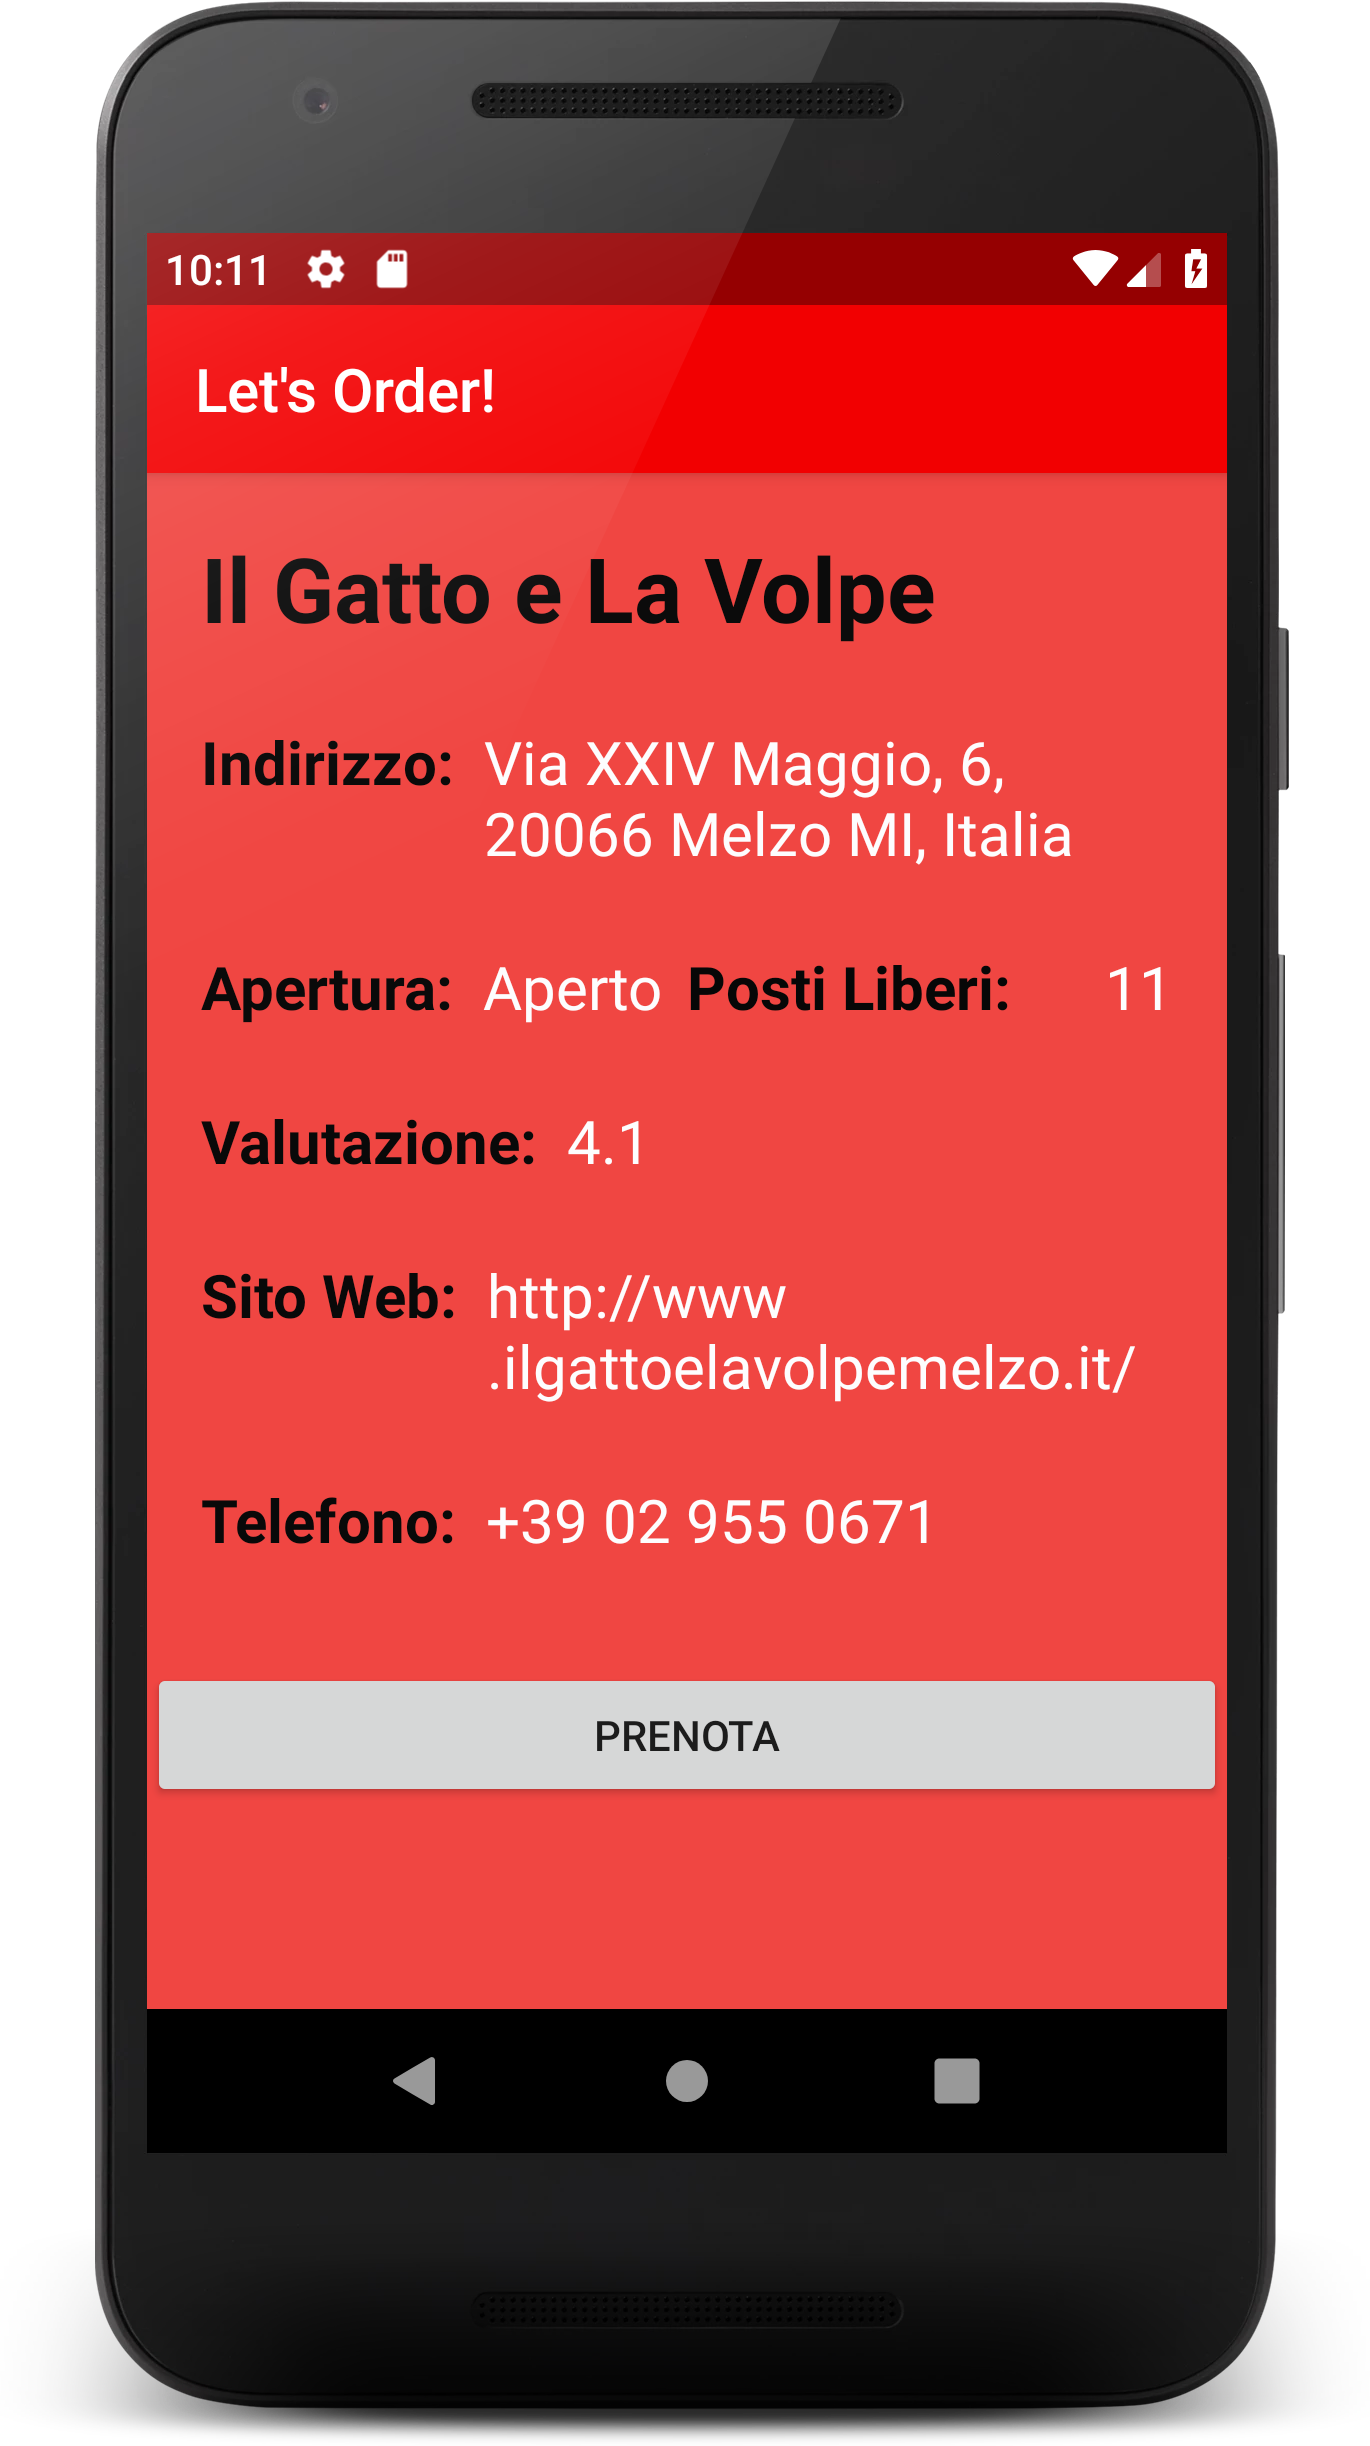 10:11
Let's Order!
Il Gatto e La Volpe
Indirizzo: Via XXIV Maggio, 6,
20066 Melzo MI, Italia
Apertura: Aperto Posti Liberi: 11
Valutazione: 4.1
Sito Web: http://www
.ilgattoelavolpemelzo.it/
Telefono: +39 02 955 0671
PRENOTA